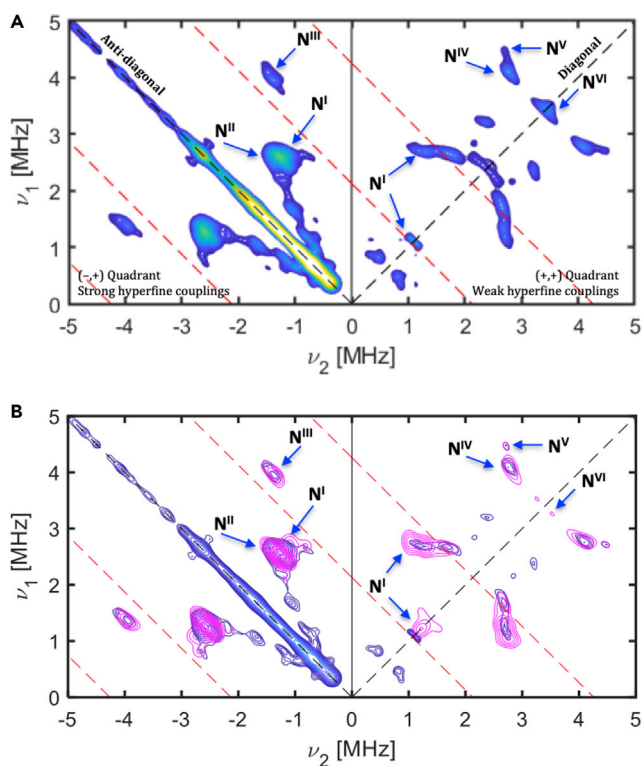 A
5
4
3
2
1
0
ν₁ [MHz]
Anti-diagonal
Nᴵᴵᴵ
Nᴵ
Nᴵᴵ
Nᴵⱽ
Nⱽ
Diagonal
Nⱽᴵ
Nᴵ
(−,+) Quadrant
Strong hyperfine couplings
(+,+) Quadrant
Weak hyperfine couplings
-5 -4 -3 -2 -1 0 1 2 3 4 5
ν₂ [MHz]
B
5
4
3
2
1
0
ν₁ [MHz]
Nᴵᴵᴵ
Nᴵ
Nᴵᴵ
Nᴵⱽ
Nⱽ
Nⱽᴵ
Nᴵ
-5 -4 -3 -2 -1 0 1 2 3 4 5
ν₂ [MHz]